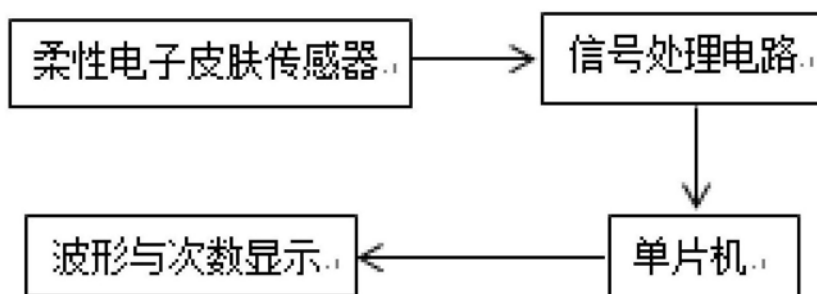 柔性电子皮肤传感器
信号处理电路
单片机
波形与次数显示